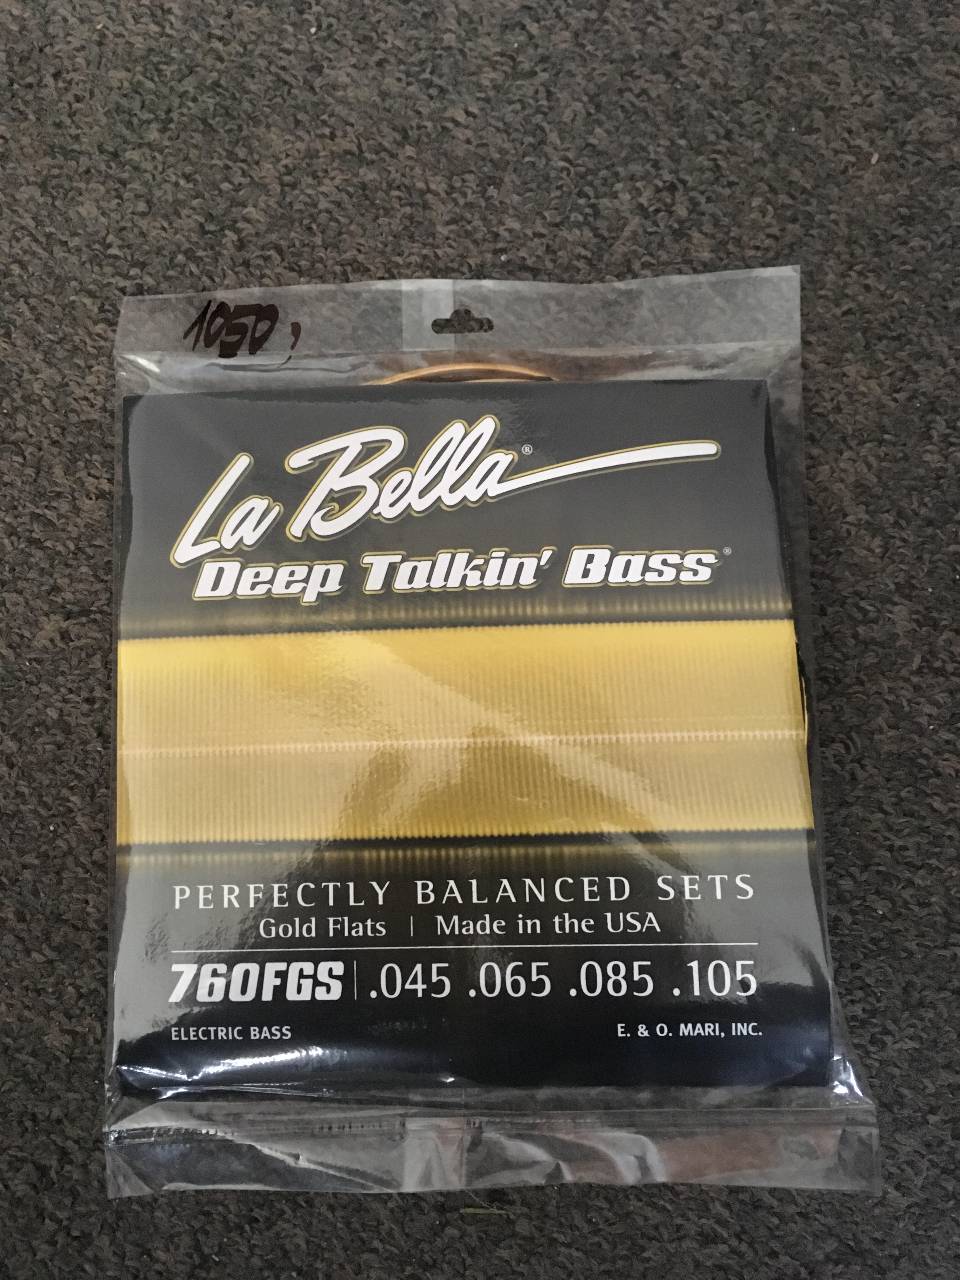 1050,
La Bella®
Deep Talkin' Bass®
PERFECTLY BALANCED SETS
Gold Flats | Made in the USA
760FGS | .045 .065 .085 .105
ELECTRIC BASS E. & O. MARI, INC.